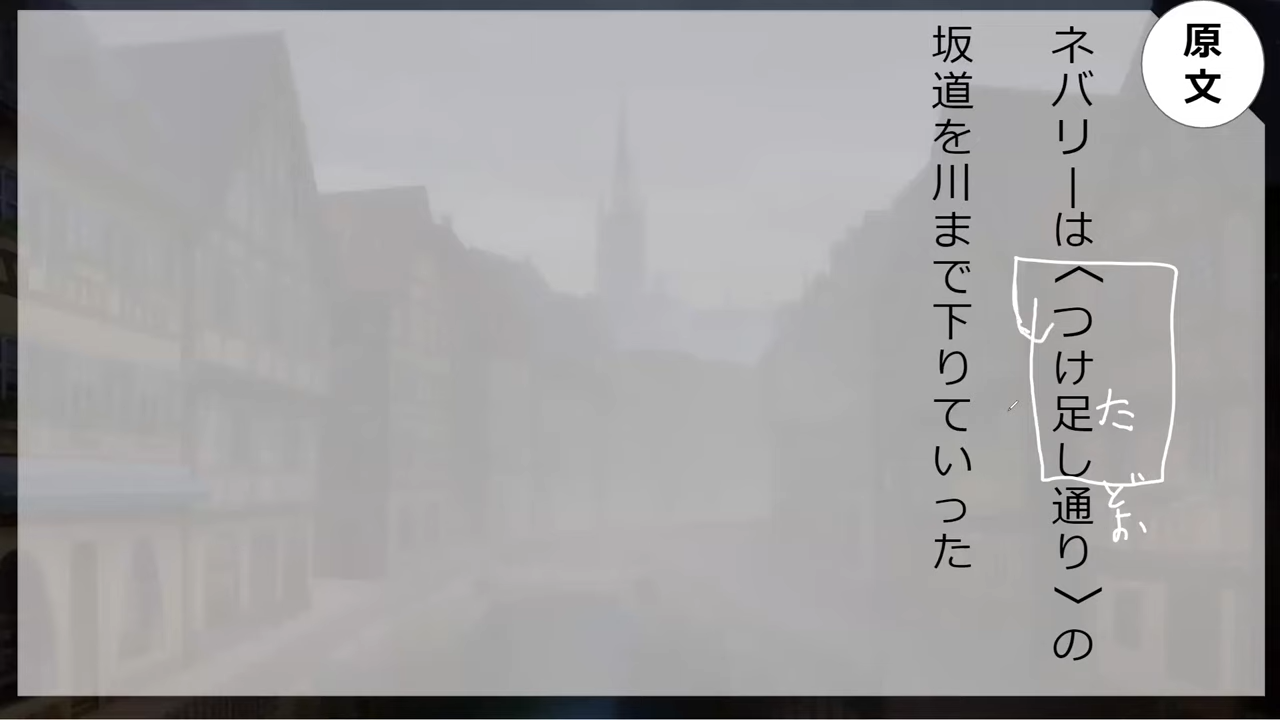 原文
ネバリーは〈つけ足し通り〉の
た
どお
坂道を川まで下りていった